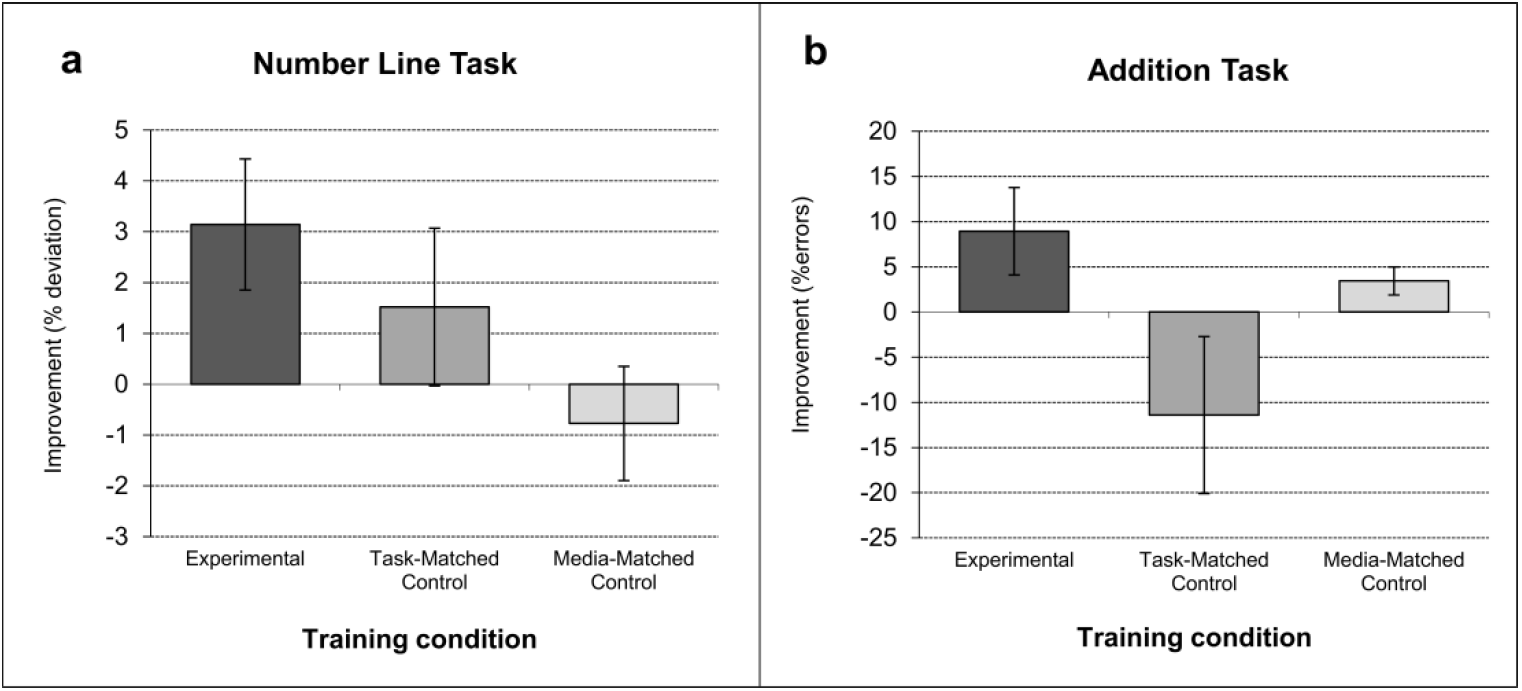 a
Number Line Task
Improvement (% deviation)
5
4
3
2
1
0
-1
-2
-3
Experimental
Task-Matched
Control
Media-Matched
Control
Training condition
b
Addition Task
Improvement (%errors)
20
15
10
5
0
-5
-10
-15
-20
-25
Experimental
Task-Matched
Control
Media-Matched
Control
Training condition